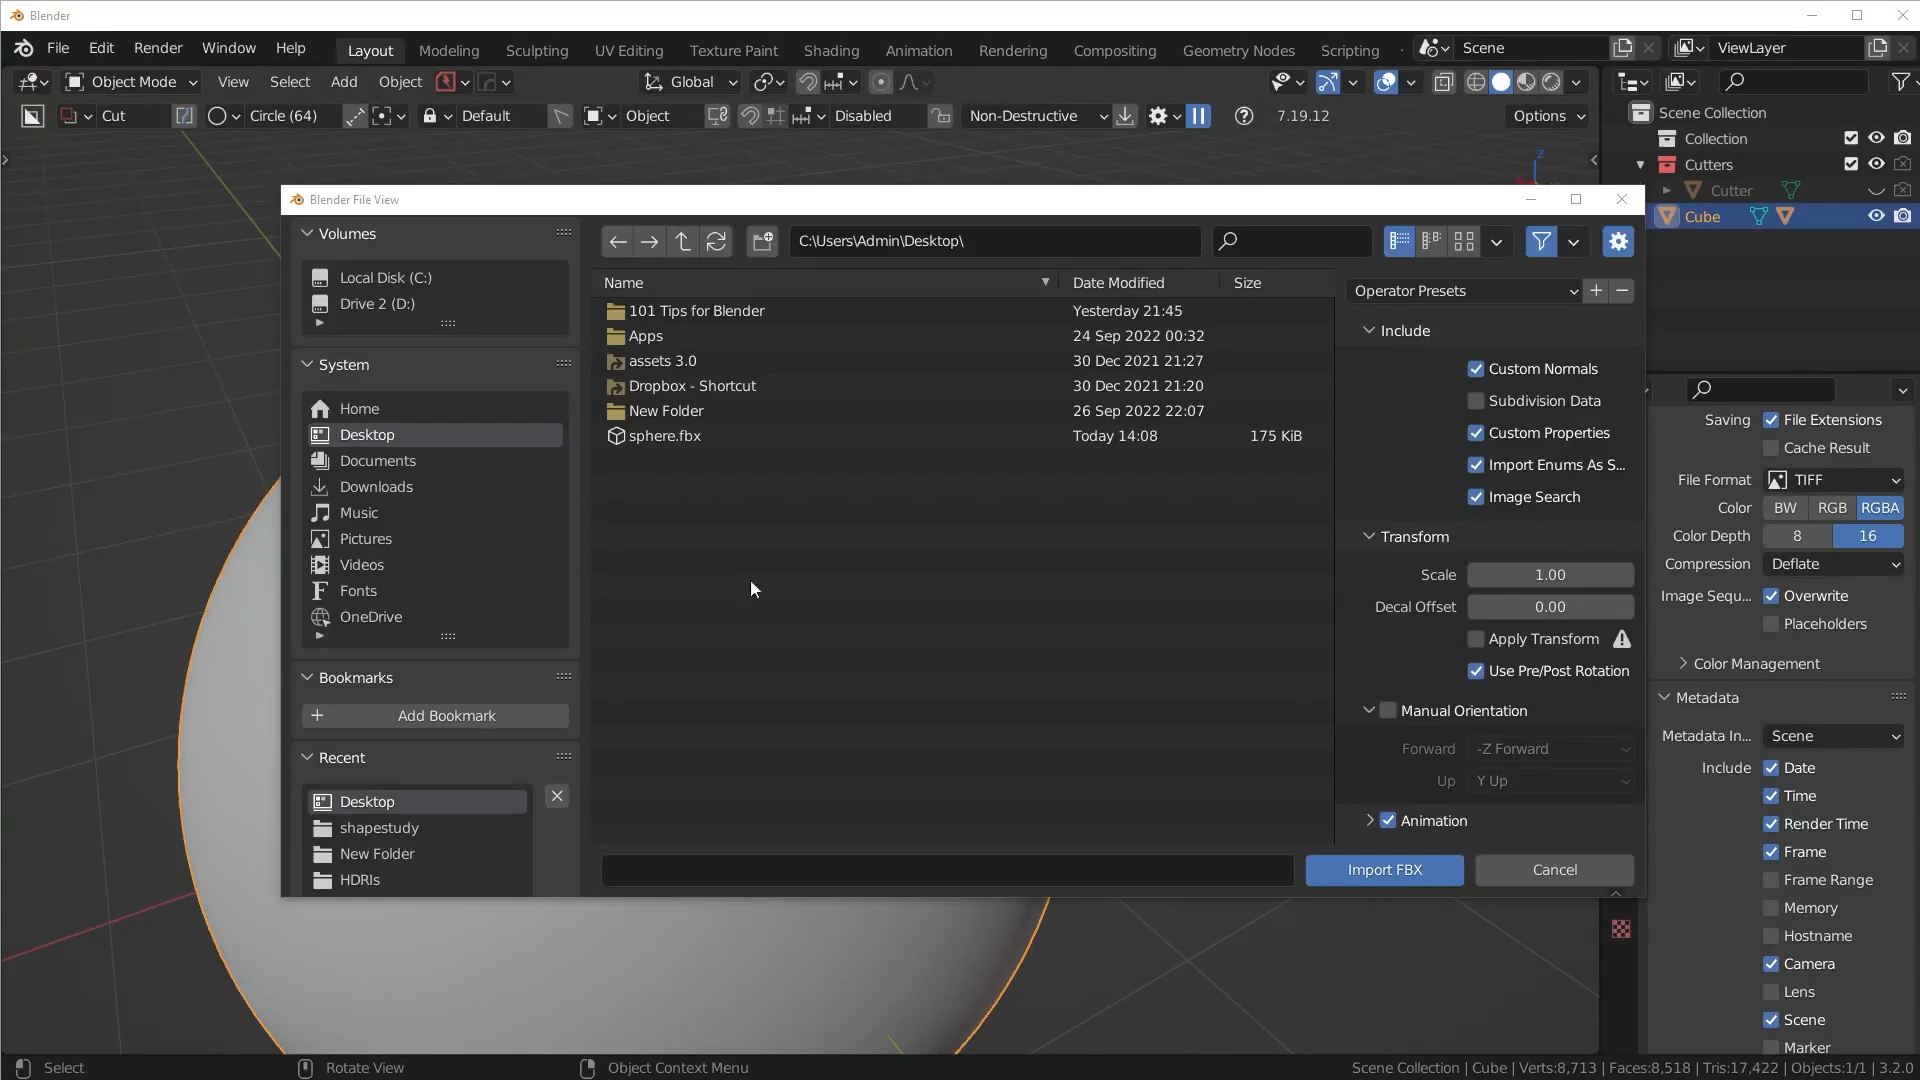 Blender
File Edit Render Window Help Layout Modeling Sculpting UV Editing Texture Paint Shading Animation Rendering Compositing Geometry Nodes Scripting Scene ViewLayer
Object Mode View Select Add Object Global
Cut Circle (64) Default Object Disabled Non-Destructive 7.19.12 Options
Scene Collection
Collection
Cutters
Cutter
Cube
Z
Blender File View
Volumes
Local Disk (C:)
Drive 2 (D:)
System
Home
Desktop
Documents
Downloads
Music
Pictures
Videos
Fonts
OneDrive
Bookmarks
Add Bookmark
Recent
Desktop
shapestudy
New Folder
HDRIs
C:\Users\Admin\Desktop\
Name Date Modified Size
101 Tips for Blender Yesterday 21:45
Apps 24 Sep 2022 00:32
assets 3.0 30 Dec 2021 21:27
Dropbox - Shortcut 30 Dec 2021 21:20
New Folder 26 Sep 2022 22:07
sphere.fbx Today 14:08 175 KiB
Operator Presets
Include
Custom Normals
Subdivision Data
Custom Properties
Import Enums As S...
Image Search
Transform
Scale 1.00
Decal Offset 0.00
Apply Transform
Use Pre/Post Rotation
Manual Orientation
Forward -Z Forward
Up Y Up
Animation
Import FBX Cancel
Saving File Extensions
Cache Result
File Format TIFF
Color BW RGB RGBA
Color Depth 8 16
Compression Deflate
Image Sequ... Overwrite
Placeholders
Color Management
Metadata
Metadata In... Scene
Include Date
Time
Render Time
Frame
Frame Range
Memory
Hostname
Camera
Lens
Scene
Marker
Select Rotate View Object Context Menu Scene Collection | Cube | Verts:8,713 | Faces:8,518 | Tris:17,422 | Objects:1/1 | 3.2.0